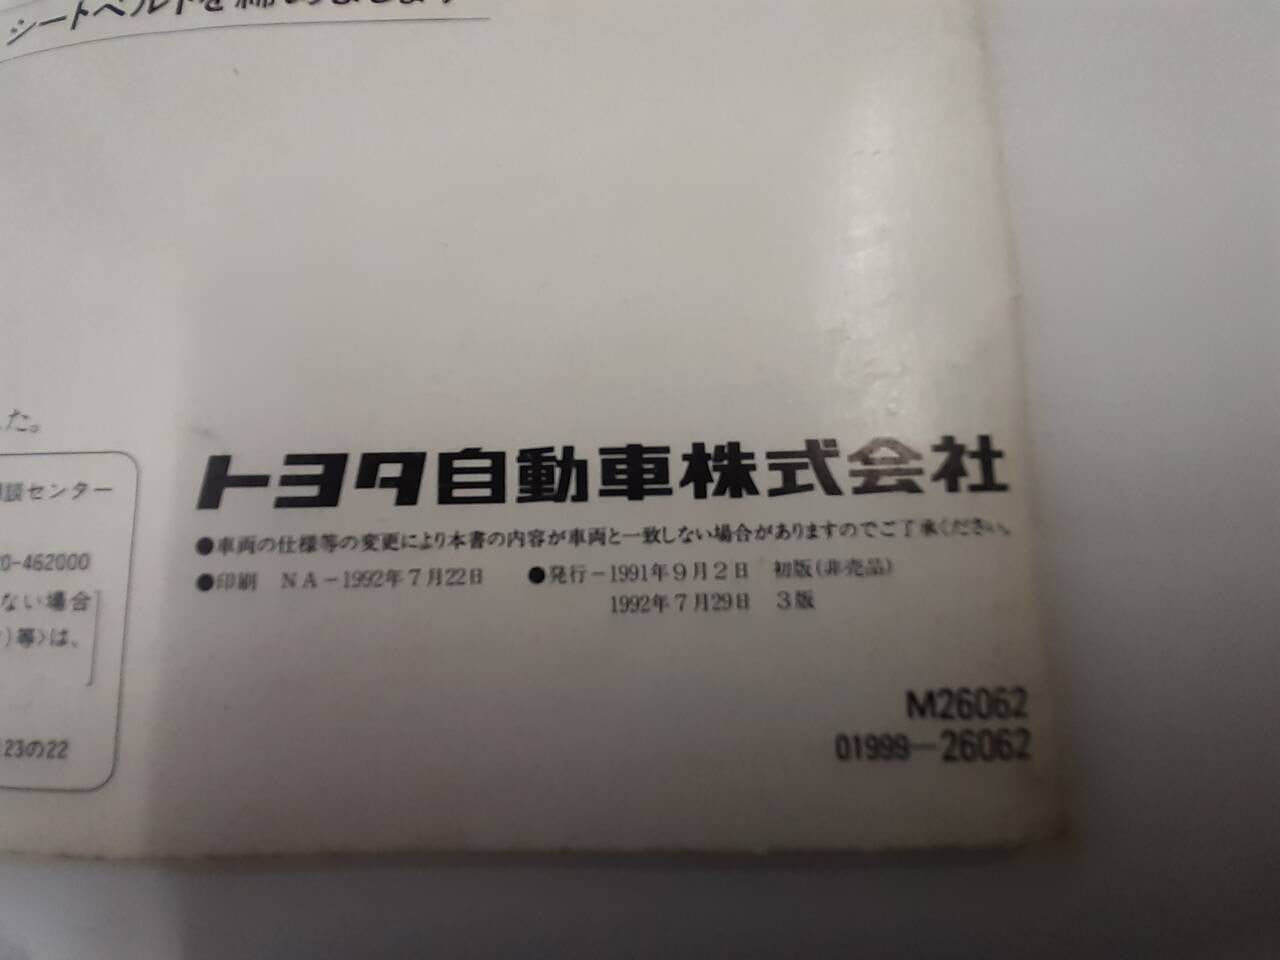 シートベルトを締めましょう
た。
談センター
0-462000
ない場合
)等>は、
23の22
トヨタ自動車株式会社
●車両の仕様等の変更により本書の内容が車両と一致しない場合がありますのでご了承ください。
●印刷 NA-1992年7月22日 ●発行-1991年9月2日 初版(非売品)
1992年7月29日 3版
M26062
01999-26062